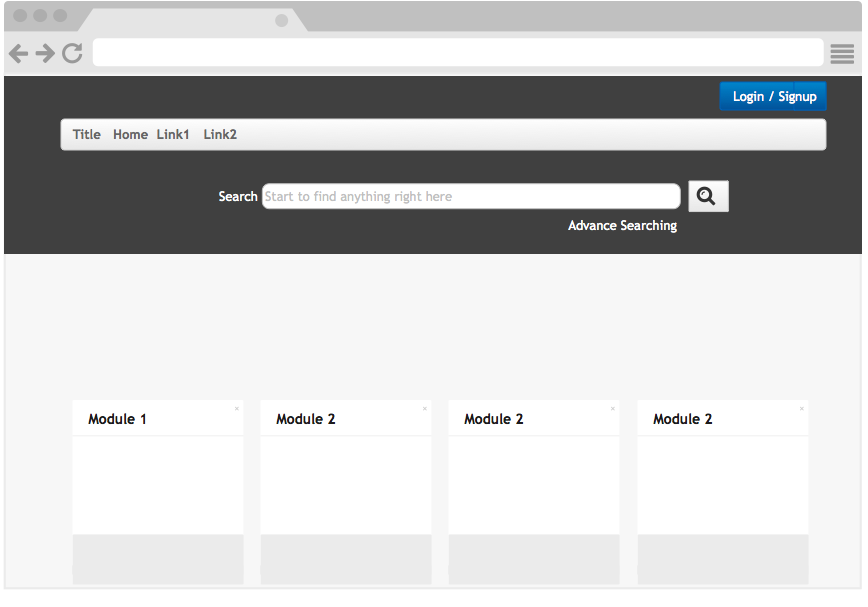 Login / Signup
Title Home Link1 Link2
Search Start to find anything right here
Advance Searching
Module 1 × Module 2 × Module 2 × Module 2 ×